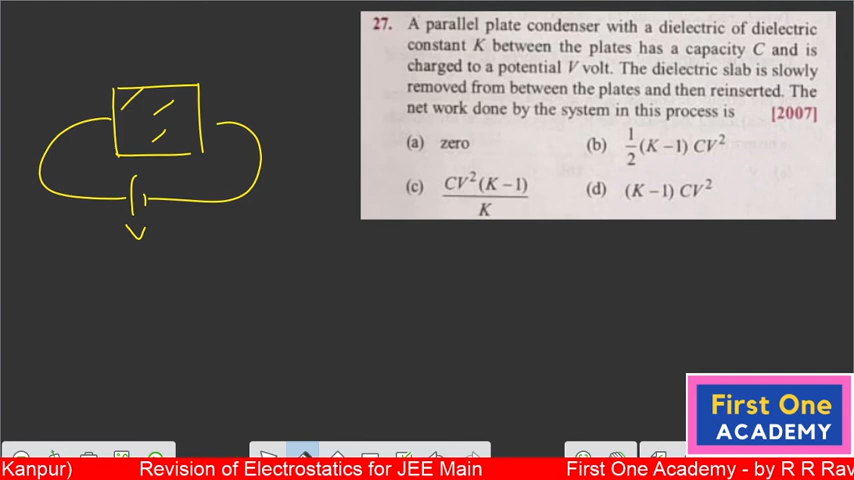 27. A parallel plate condenser with a dielectric of dielectric
constant K between the plates has a capacity C and is
charged to a potential V volt. The dielectric slab is slowly
removed from between the plates and then reinserted. The
net work done by the system in this process is [2007]
(a) zero (b) 1/2 (K – 1) CV²
(c) CV² (K – 1) / K (d) (K – 1) CV²
V
First One
ACADEMY
Kanpur) Revision of Electrostatics for JEE Main First One Academy - by R R Rav